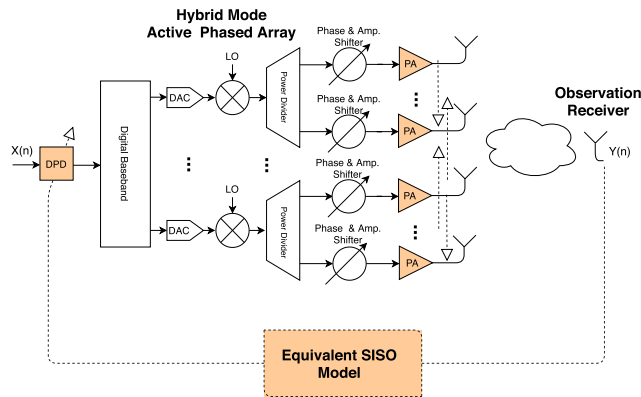 Hybrid Mode
Active Phased Array
Phase & Amp.
Shifter
LO
PA
Power Divider
DAC
...
Phase & Amp.
Shifter
PA
Observation
Receiver
X(n)
DPD
Digital Baseband
...
...
Y(n)
Phase & Amp.
Shifter
LO
PA
Power Divider
DAC
...
Phase & Amp.
Shifter
PA
Equivalent SISO
Model